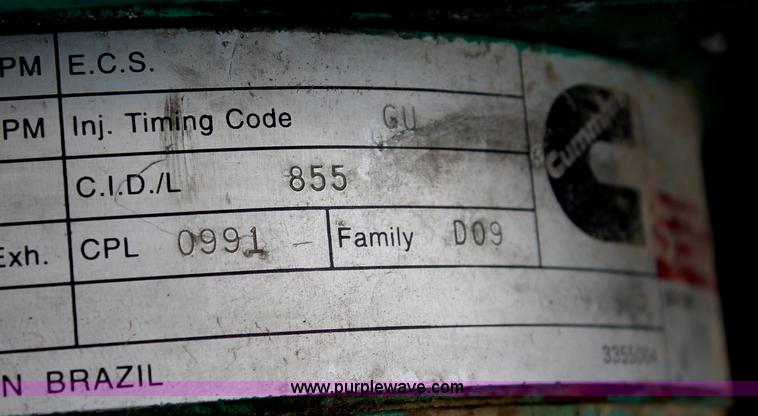 PM E.C.S.
PM Inj. Timing Code GU
C.I.D./L 855
Exh. CPL 0991 - Family D09
Cummins
3355064
N BRAZIL
www.purplewave.com